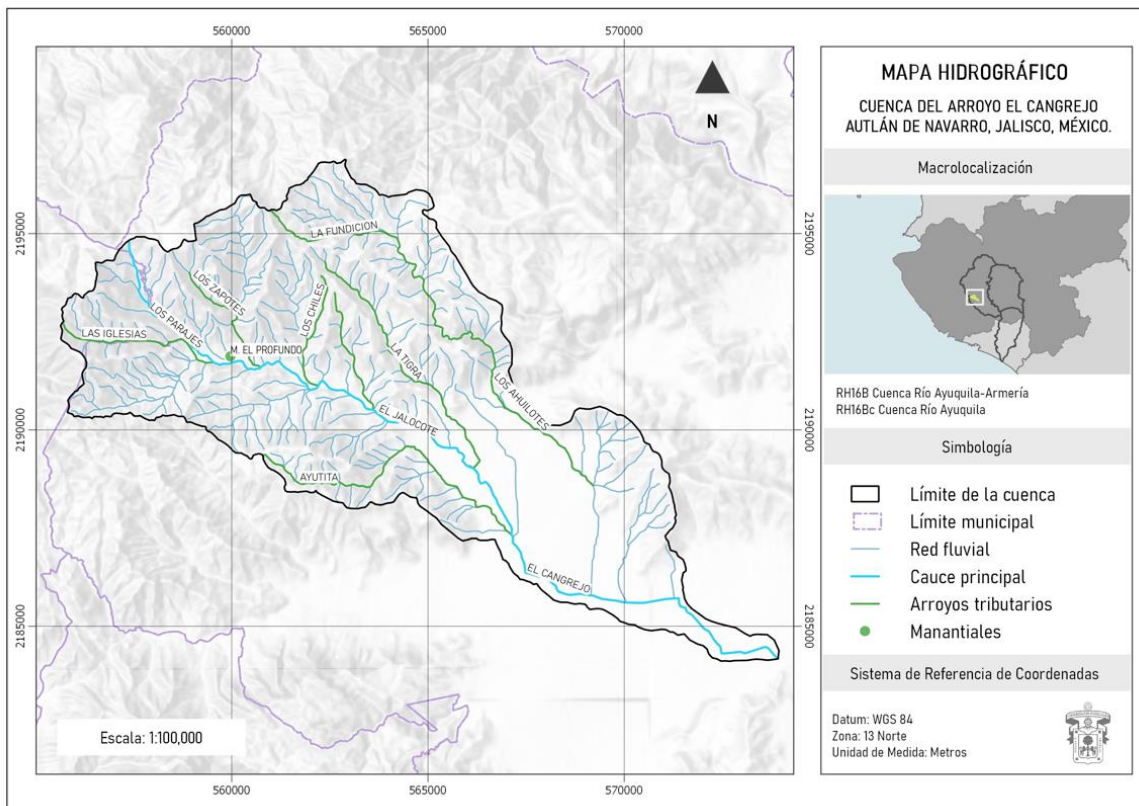 560000
565000
570000
2195000
2195000
2190000
2190000
2185000
2185000
N
LA FUNDICION
LOS ZAPOTES
LOS CHILES
LOS PARAJES
LAS IGLESIAS
M. EL PROFUNDO
LA TIGRA
LOS AHUILOTES
EL JALOCOTE
AYUTITA
EL CANGREJO
Escala: 1:100,000
560000
565000
570000
MAPA HIDROGRÁFICO
CUENCA DEL ARROYO EL CANGREJO
AUTLÁN DE NAVARRO, JALISCO, MÉXICO.
Macrolocalización
RH16B Cuenca Río Ayuquila-Armería
RH16Bc Cuenca Río Ayuquila
Simbología
Límite de la cuenca
Límite municipal
Red fluvial
Cauce principal
Arroyos tributarios
Manantiales
Sistema de Referencia de Coordenadas
Datum: WGS 84
Zona: 13 Norte
Unidad de Medida: Metros